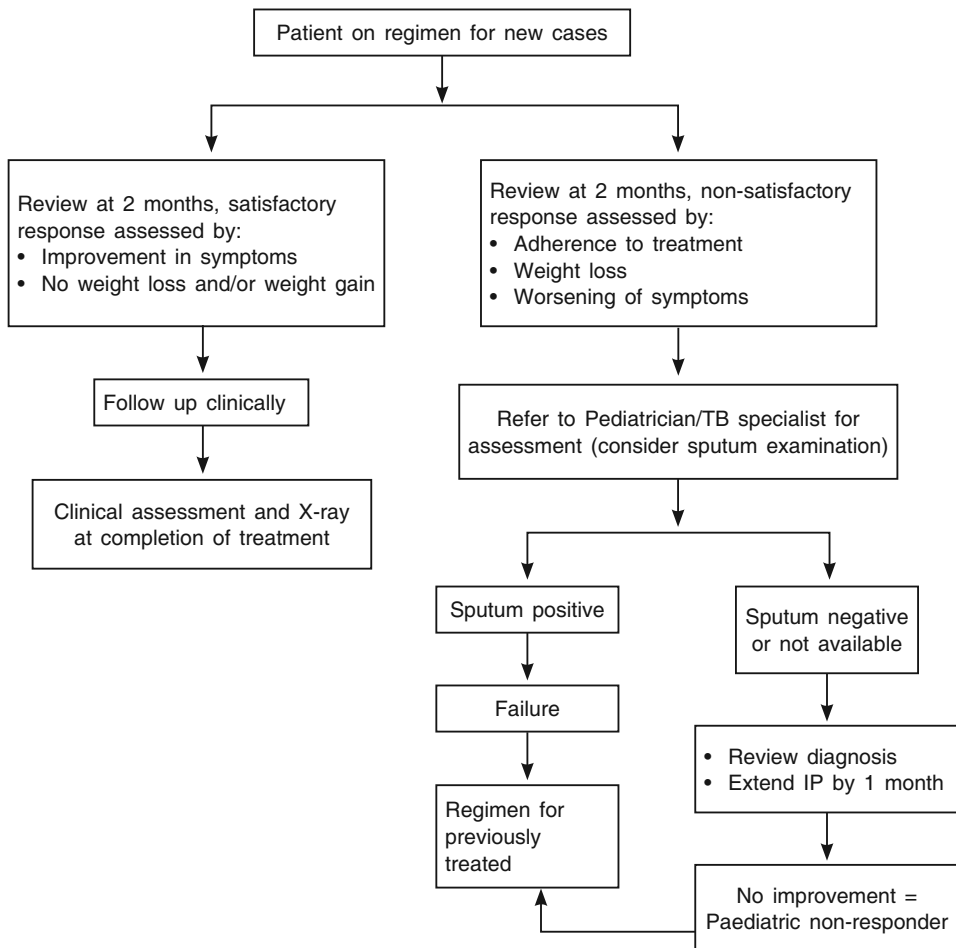 Patient on regimen for new cases
Review at 2 months, satisfactory
response assessed by:
• Improvement in symptoms
• No weight loss and/or weight gain
Review at 2 months, non-satisfactory
response assessed by:
• Adherence to treatment
• Weight loss
• Worsening of symptoms
Follow up clinically
Refer to Pediatrician/TB specialist for
assessment (consider sputum examination)
Clinical assessment and X-ray
at completion of treatment
Sputum positive
Sputum negative
or not available
Failure
• Review diagnosis
• Extend IP by 1 month
Regimen for
previously
treated
No improvement =
Paediatric non-responder